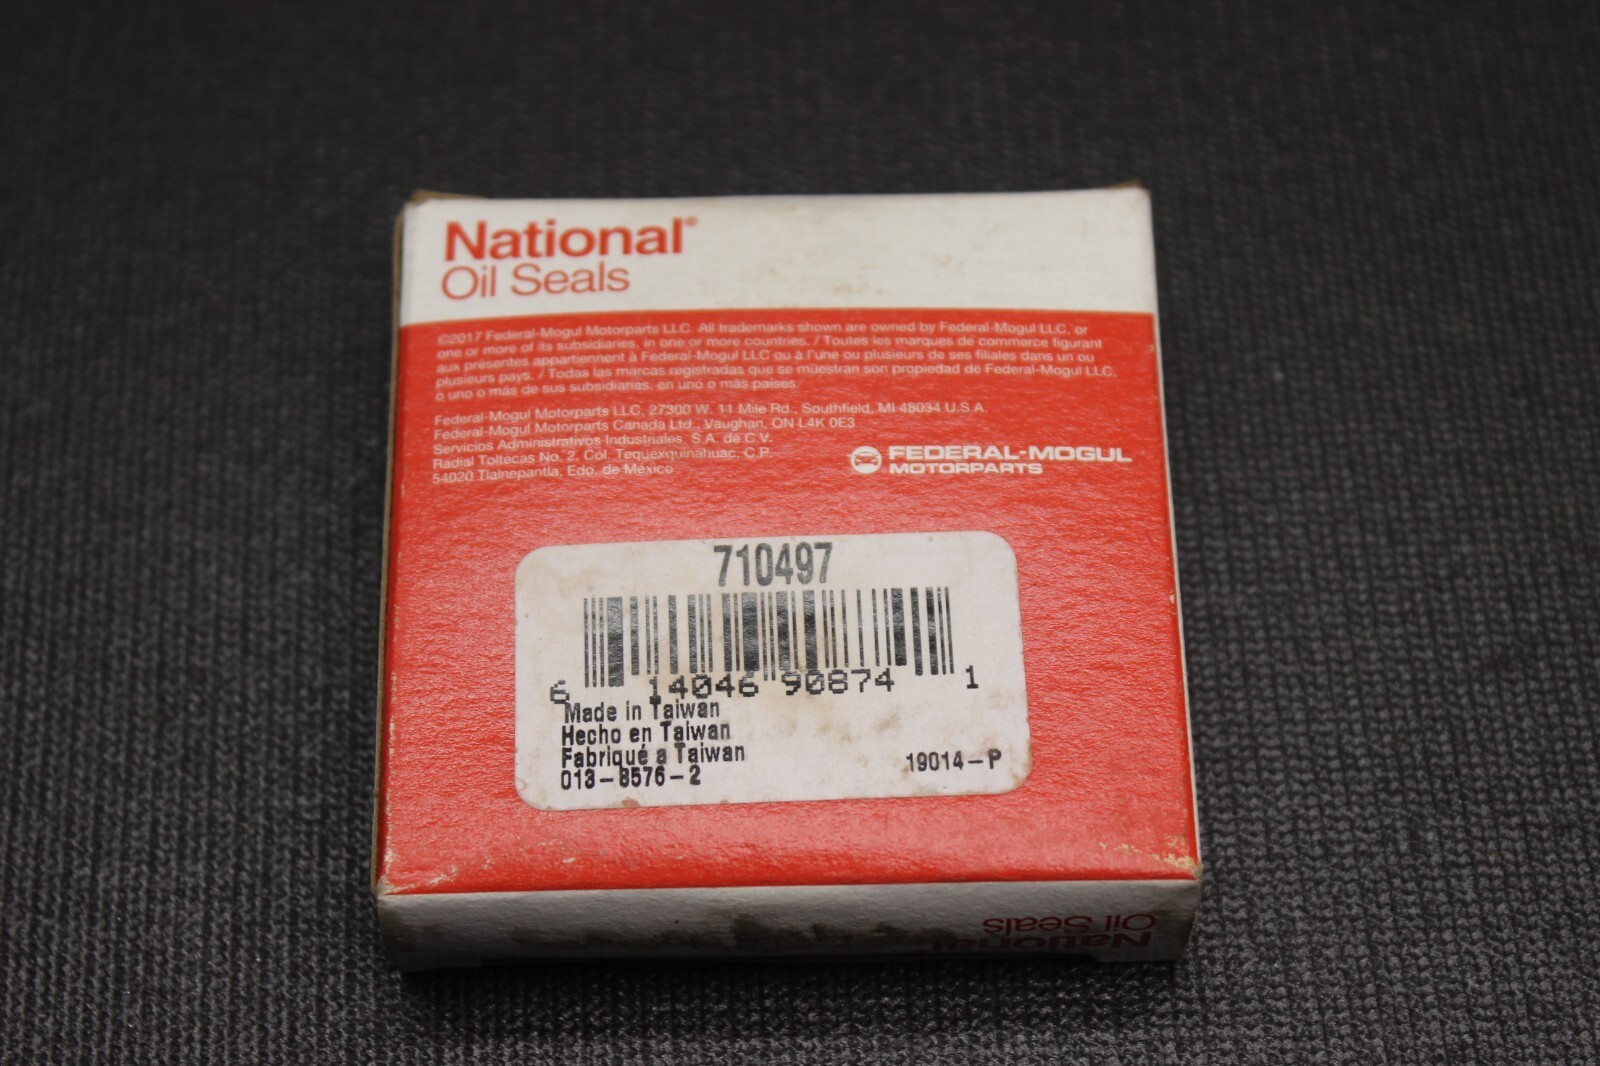 National®
Oil Seals
©2017 Federal-Mogul Motorparts LLC. All trademarks shown are owned by Federal-Mogul LLC, or
one or more of its subsidiaries, in one or more countries. / Toutes les marques de commerce figurant
aux présentes appartiennent à Federal-Mogul LLC ou à l'une ou plusieurs de ses filiales dans un ou
plusieurs pays. / Todas las marcas registradas que se muestran son propiedad de Federal-Mogul LLC,
o uno o más de sus subsidiarias, en uno o más países.
Federal-Mogul Motorparts LLC, 27300 W. 11 Mile Rd., Southfield, MI 48034 U.S.A.
Federal-Mogul Motorparts Canada Ltd., Vaughan, ON L4K 0E3
Servicios Administrativos Industriales, S.A. de C.V.
Radial Toltecas No. 2, Col. Tequexquinahuac, C.P.
54020 Tlalnepantla, Edo. de México
FEDERAL-MOGUL
MOTORPARTS
710497
6 14046 90874 1
Made in Taiwan
Hecho en Taiwan
Fabriqué a Taiwan
013-8576-2
19014-P
National
Oil Seals